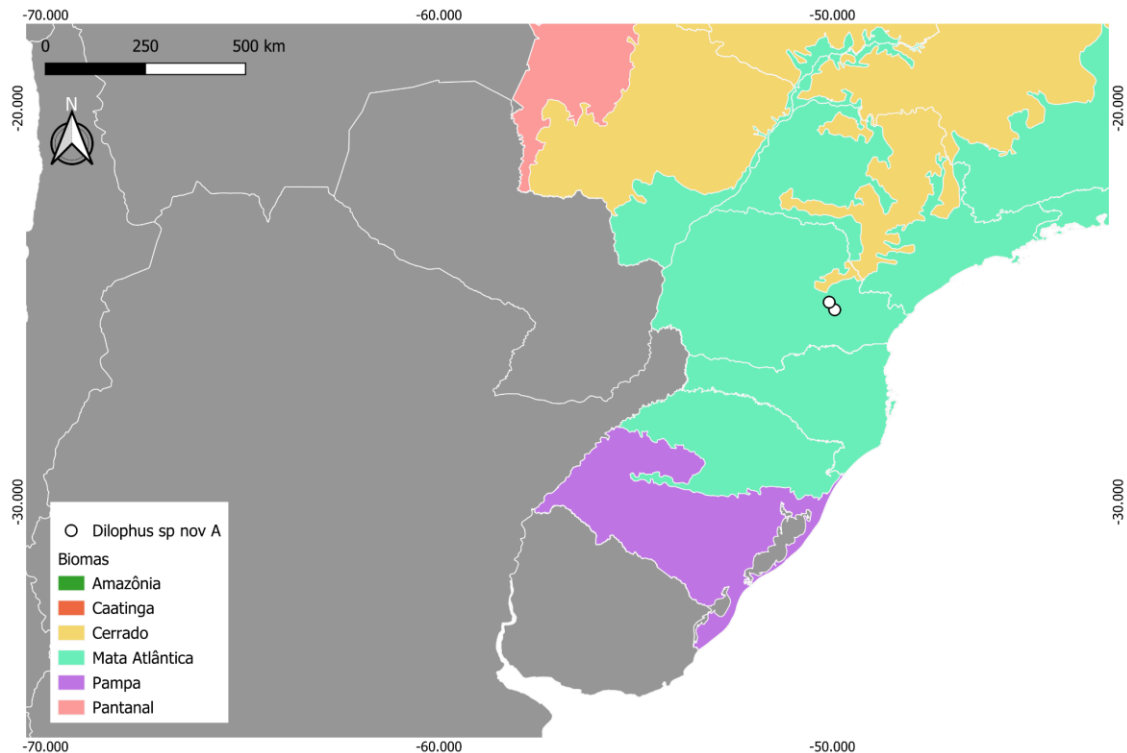 -70.000 -60.000 -50.000
0 250 500 km
N
-20.000 -20.000
-30.000 -30.000
Dilophus sp nov A
Biomas
Amazônia
Caatinga
Cerrado
Mata Atlântica
Pampa
Pantanal
-70.000 -60.000 -50.000